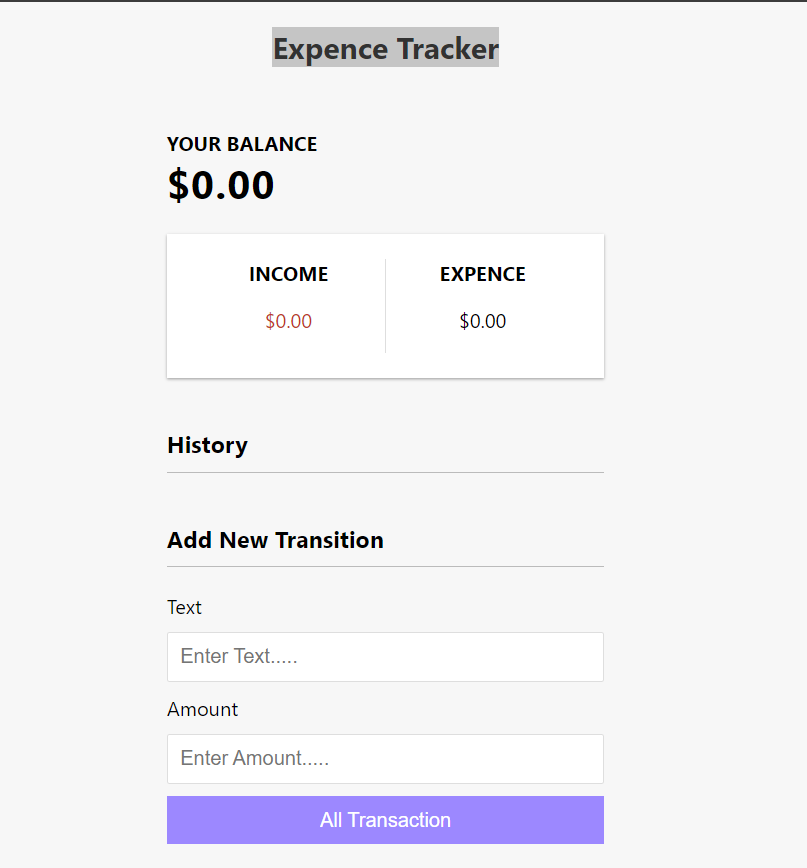 Expence Tracker
YOUR BALANCE
$0.00
INCOME EXPENCE
$0.00 $0.00
History
Add New Transition
Text
Enter Text.....
Amount
Enter Amount.....
All Transaction